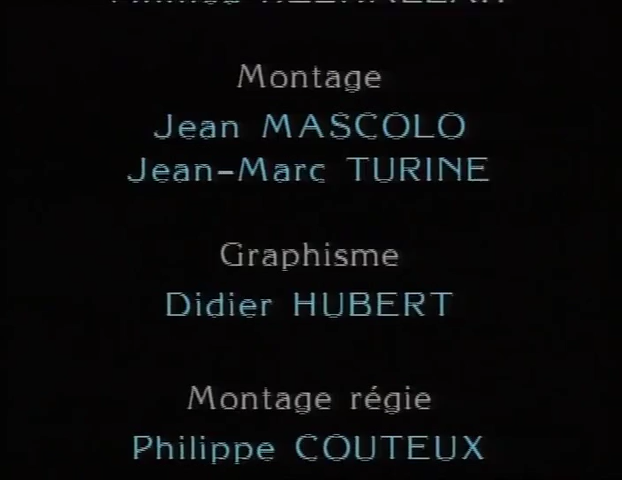 Montage
Jean MASCOLO
Jean-Marc TURINE
Graphisme
Didier HUBERT
Montage régie
Philippe COUTEUX